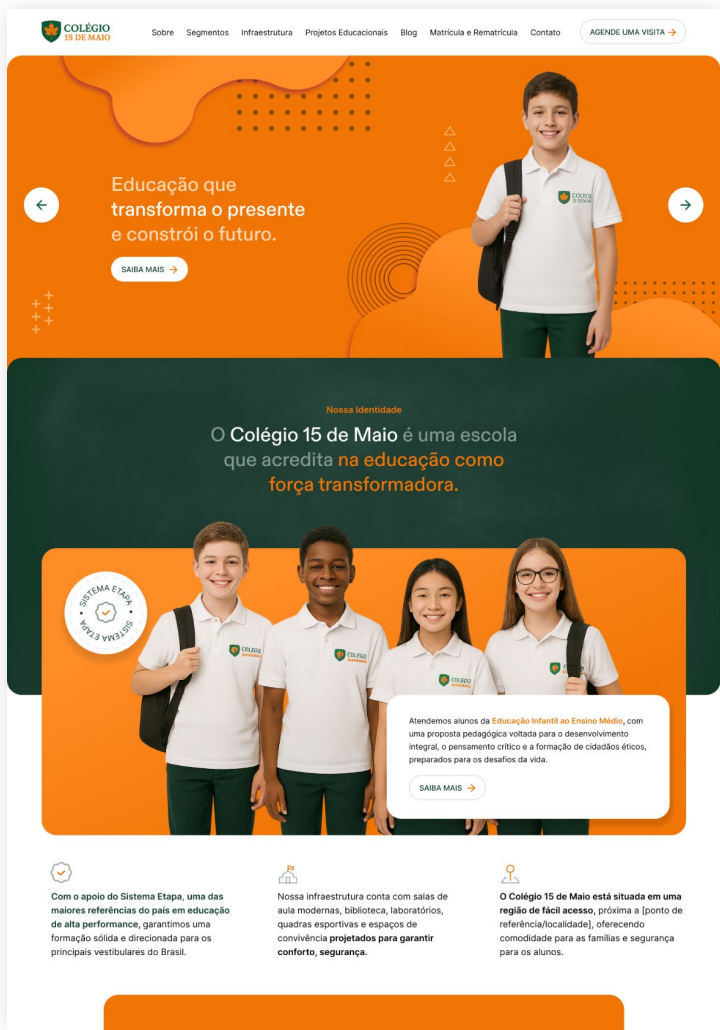 COLÉGIO
15 DE MAIO
Sobre Segmentos Infraestrutura Projetos Educacionais Blog Matrícula e Rematrícula Contato AGENDE UMA VISITA →
Educação que
transforma o presente
e constrói o futuro.
SAIBA MAIS →
COLÉGIO
Nossa Identidade
O Colégio 15 de Maio é uma escola
que acredita na educação como
força transformadora.
SISTEMA ETAPA • SISTEMA ETAPA •
COLÉGIO
COLÉGIO
COLÉGIO
COLÉGIO
Atendemos alunos da Educação Infantil ao Ensino Médio, com
uma proposta pedagógica voltada para o desenvolvimento
integral, o pensamento crítico e a formação de cidadãos éticos,
preparados para os desafios da vida.
SAIBA MAIS →
Com o apoio do Sistema Etapa, uma das
maiores referências do país em educação
de alta performance, garantimos uma
formação sólida e direcionada para os
principais vestibulares do Brasil.
Nossa infraestrutura conta com salas de
aula modernas, biblioteca, laboratórios,
quadras esportivas e espaços de
convivência projetados para garantir
conforto, segurança.
O Colégio 15 de Maio está situada em uma
região de fácil acesso, próxima a [ponto de
referência/localidade], oferecendo
comodidade para as famílias e segurança
para os alunos.